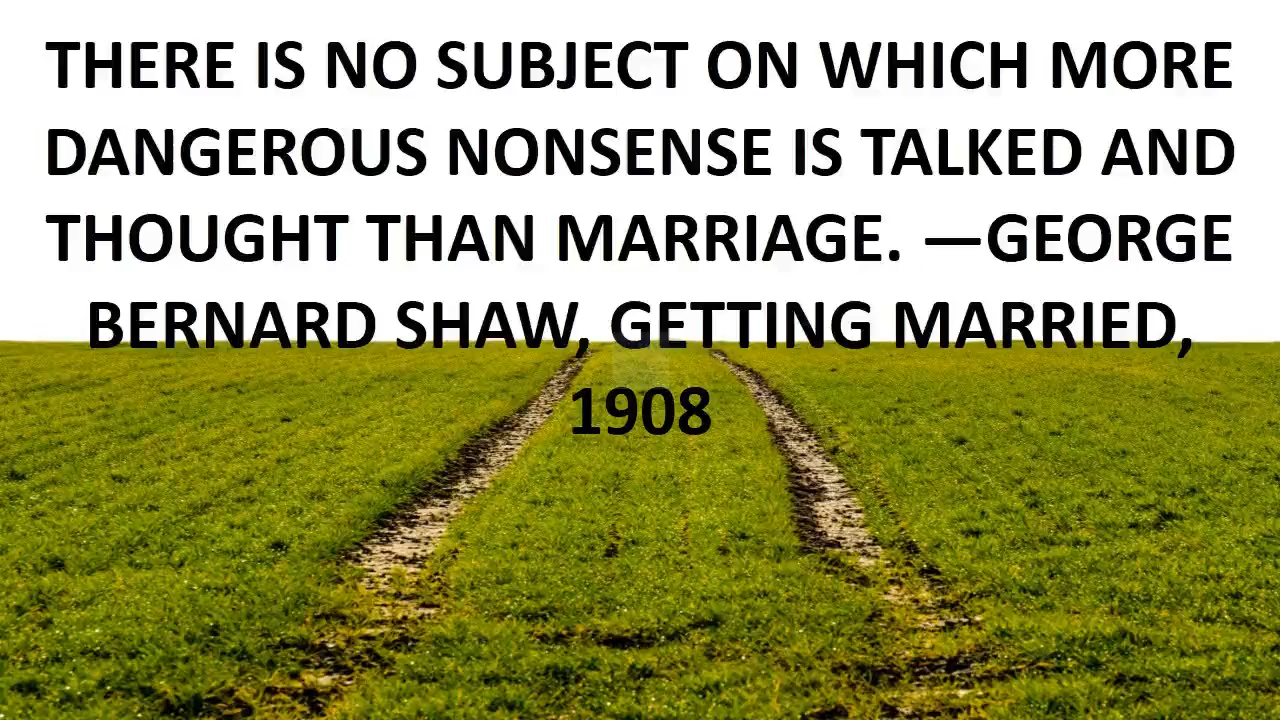 THERE IS NO SUBJECT ON WHICH MORE
DANGEROUS NONSENSE IS TALKED AND
THOUGHT THAN MARRIAGE. —GEORGE
BERNARD SHAW, GETTING MARRIED,
1908